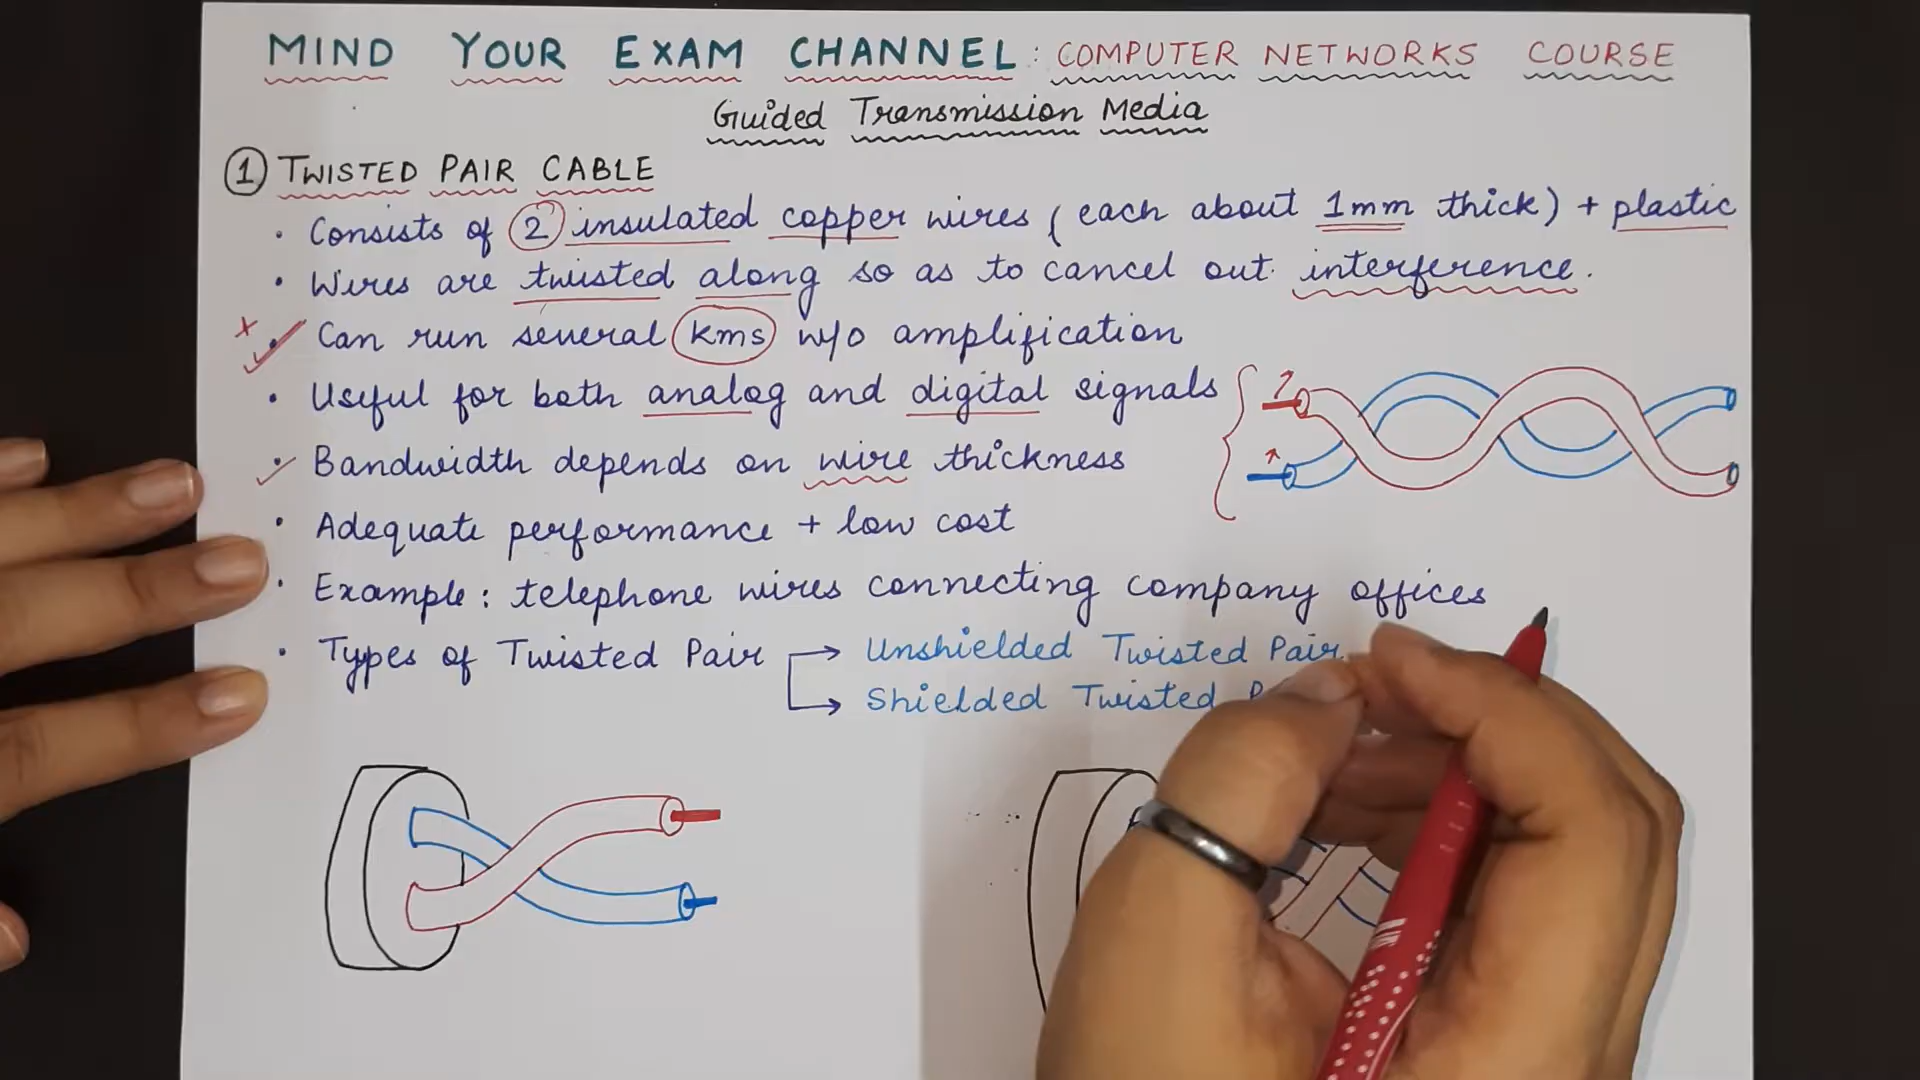 MIND YOUR EXAM CHANNEL: COMPUTER NETWORKS COURSE
Guided Transmission Media
1 TWISTED PAIR CABLE
• Consists of 2 insulated copper wires (each about 1mm thick) + plastic
• Wires are twisted along so as to cancel out interference.
• Can run several kms w/o amplification
• Useful for both analog and digital signals
• Bandwidth depends on wire thickness
• Adequate performance + low cost
• Example: telephone wires connecting company offices
• Types of Twisted Pair → Unshielded Twisted Pair
→ Shielded Twisted